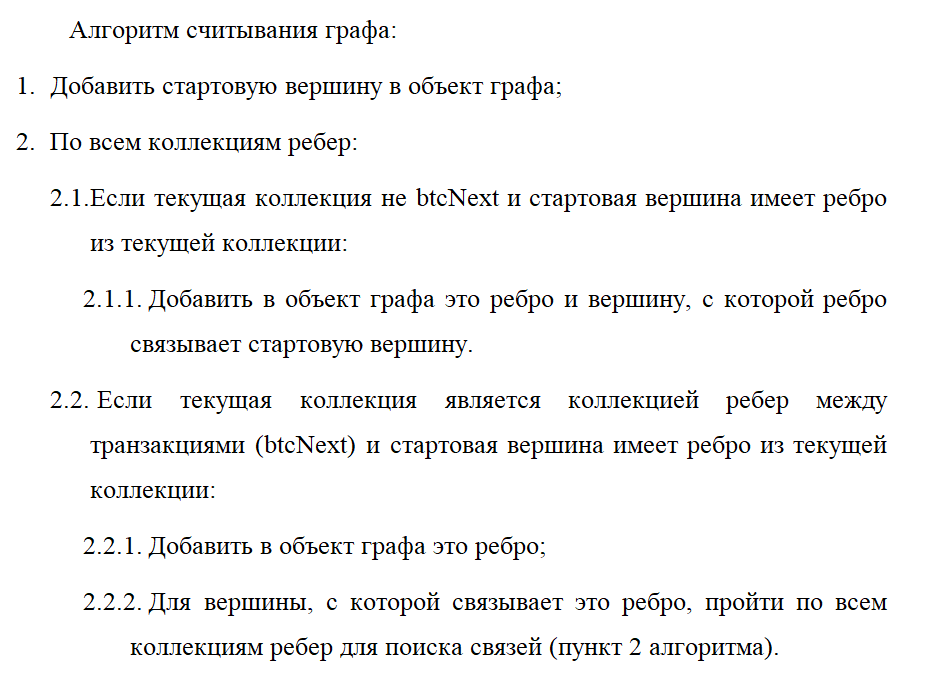 Алгоритм считывания графа:
1. Добавить стартовую вершину в объект графа;
2. По всем коллекциям ребер:
2.1.Если текущая коллекция не btcNext и стартовая вершина имеет ребро
из текущей коллекции:
2.1.1. Добавить в объект графа это ребро и вершину, с которой ребро
связывает стартовую вершину.
2.2. Если текущая коллекция является коллекцией ребер между
транзакциями (btcNext) и стартовая вершина имеет ребро из текущей
коллекции:
2.2.1. Добавить в объект графа это ребро;
2.2.2. Для вершины, с которой связывает это ребро, пройти по всем
коллекциям ребер для поиска связей (пункт 2 алгоритма).